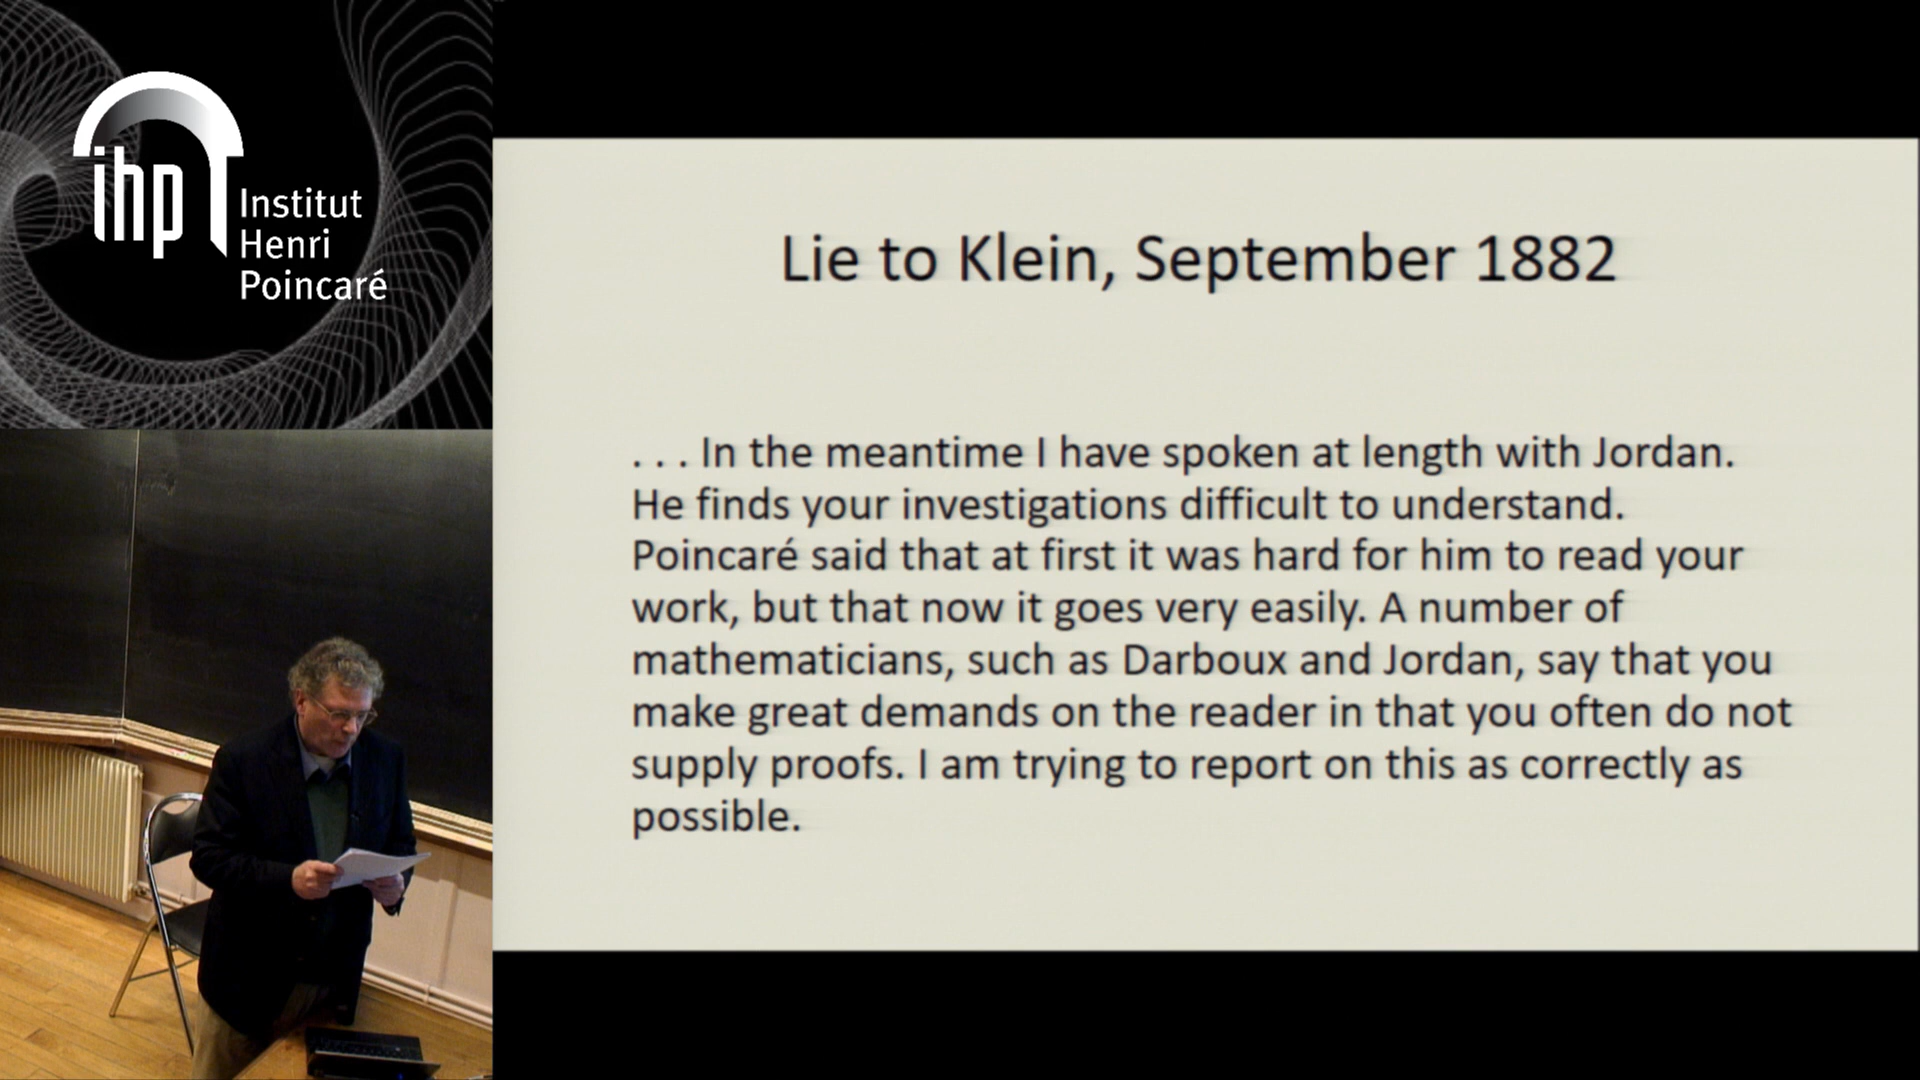 ihp
Institut
Henri
Poincaré
Lie to Klein, September 1882
. . . In the meantime I have spoken at length with Jordan.
He finds your investigations difficult to understand.
Poincaré said that at first it was hard for him to read your
work, but that now it goes very easily. A number of
mathematicians, such as Darboux and Jordan, say that you
make great demands on the reader in that you often do not
supply proofs. I am trying to report on this as correctly as
possible.